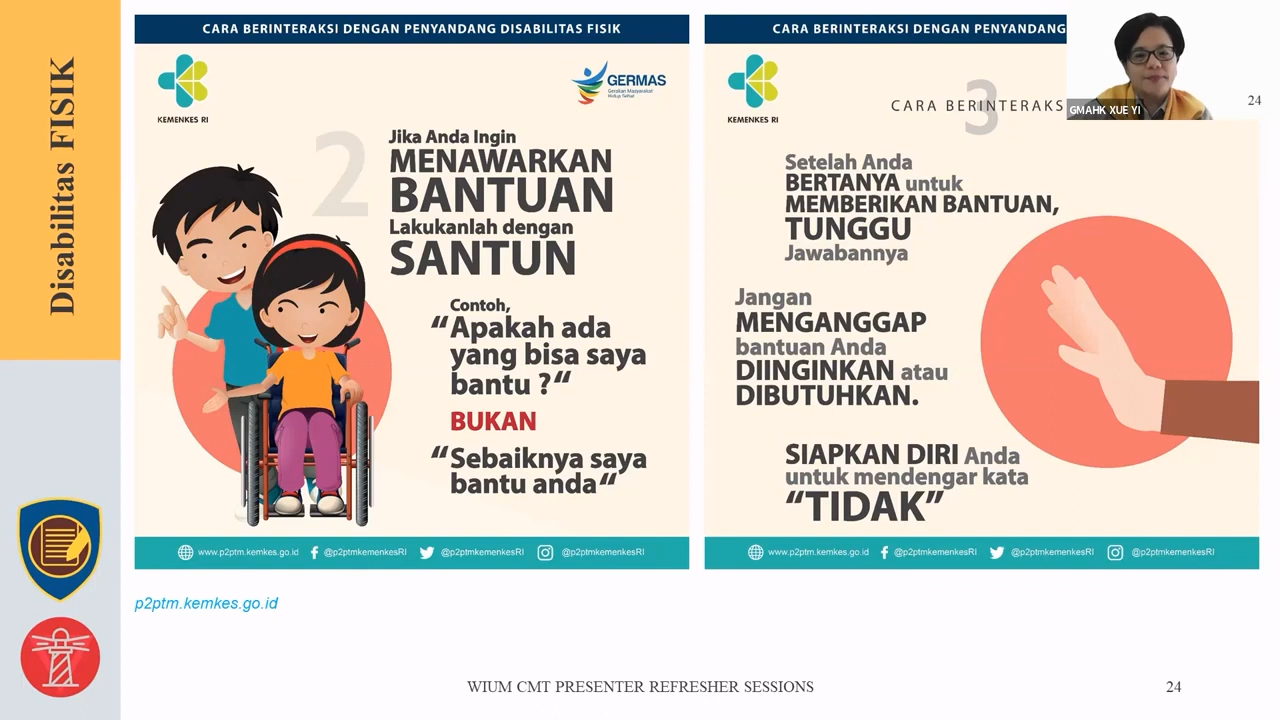 Disabilitas FISIK
CARA BERINTERAKSI DENGAN PENYANDANG DISABILITAS FISIK
KEMENKES RI
GERMAS
Gerakan Masyarakat
Hidup Sehat
2
Jika Anda Ingin
MENAWARKAN
BANTUAN
Lakukanlah dengan
SANTUN
Contoh,
“Apakah ada
yang bisa saya
bantu ?“
BUKAN
“Sebaiknya saya
bantu anda“
www.p2ptm.kemkes.go.id @p2ptmkemenkesRI @p2ptmkemenkesRI @p2ptmkemenkesRI
CARA BERINTERAKSI DENGAN PENYANDANG
KEMENKES RI
3
CARA BERINTERAKS
GMAHK XUE YI
24
Setelah Anda
BERTANYA untuk
MEMBERIKAN BANTUAN,
TUNGGU
Jawabannya
Jangan
MENGANGGAP
bantuan Anda
DIINGINKAN atau
DIBUTUHKAN.
SIAPKAN DIRI Anda
untuk mendengar kata
“TIDAK”
www.p2ptm.kemkes.go.id @p2ptmkemenkesRI @p2ptmkemenkesRI @p2ptmkemenkesRI
p2ptm.kemkes.go.id
WIUM CMT PRESENTER REFRESHER SESSIONS
24